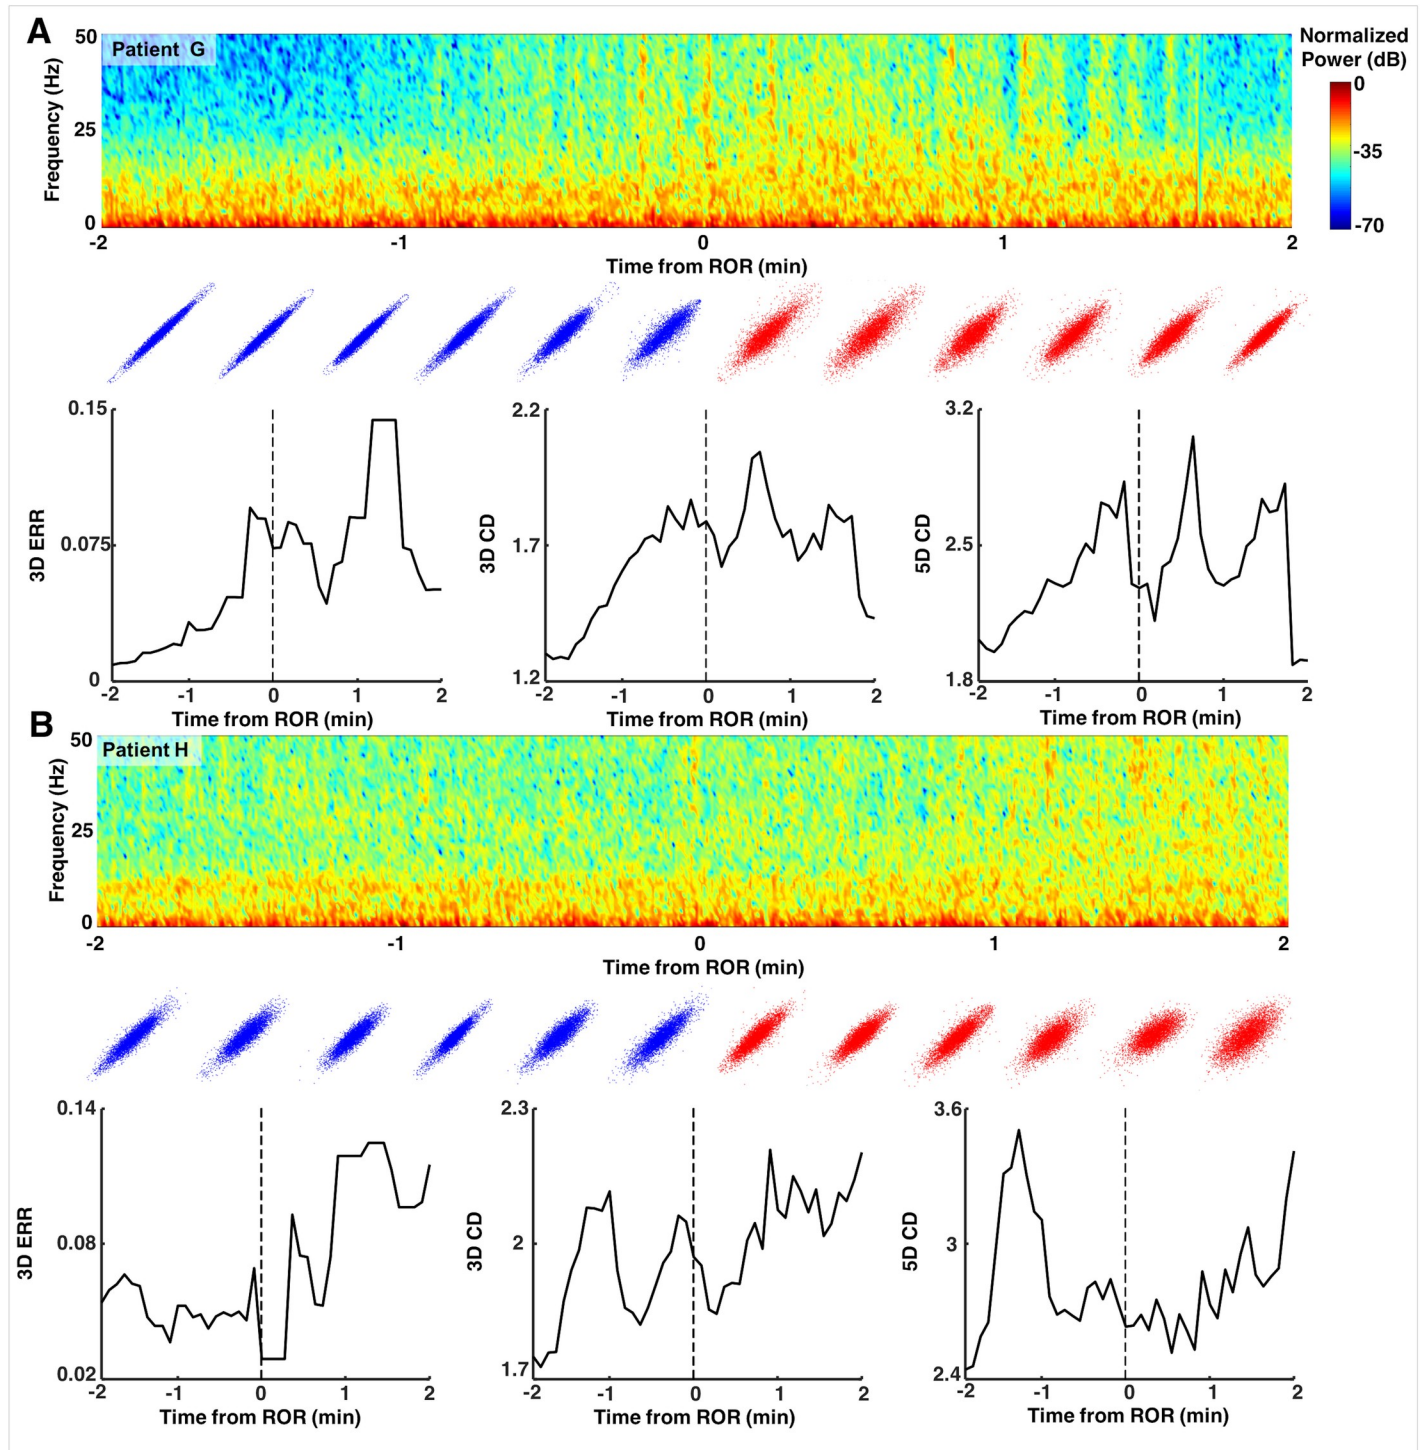 A
Patient G
Normalized
Power (dB)
Frequency (Hz)
50
25
0
0
-35
-70
-2 -1 0 1 2
Time from ROR (min)
3D ERR
0.15
0.075
0
-2 -1 0 1 2
Time from ROR (min)
3D CD
2.2
1.7
1.2
-2 -1 0 1 2
Time from ROR (min)
5D CD
3.2
2.5
1.8
-2 -1 0 1 2
Time from ROR (min)
B
Patient H
Frequency (Hz)
50
25
0
-2 -1 0 1 2
Time from ROR (min)
3D ERR
0.14
0.08
0.02
-2 -1 0 1 2
Time from ROR (min)
3D CD
2.3
2
1.7
-2 -1 0 1 2
Time from ROR (min)
5D CD
3.6
3
2.4
-2 -1 0 1 2
Time from ROR (min)